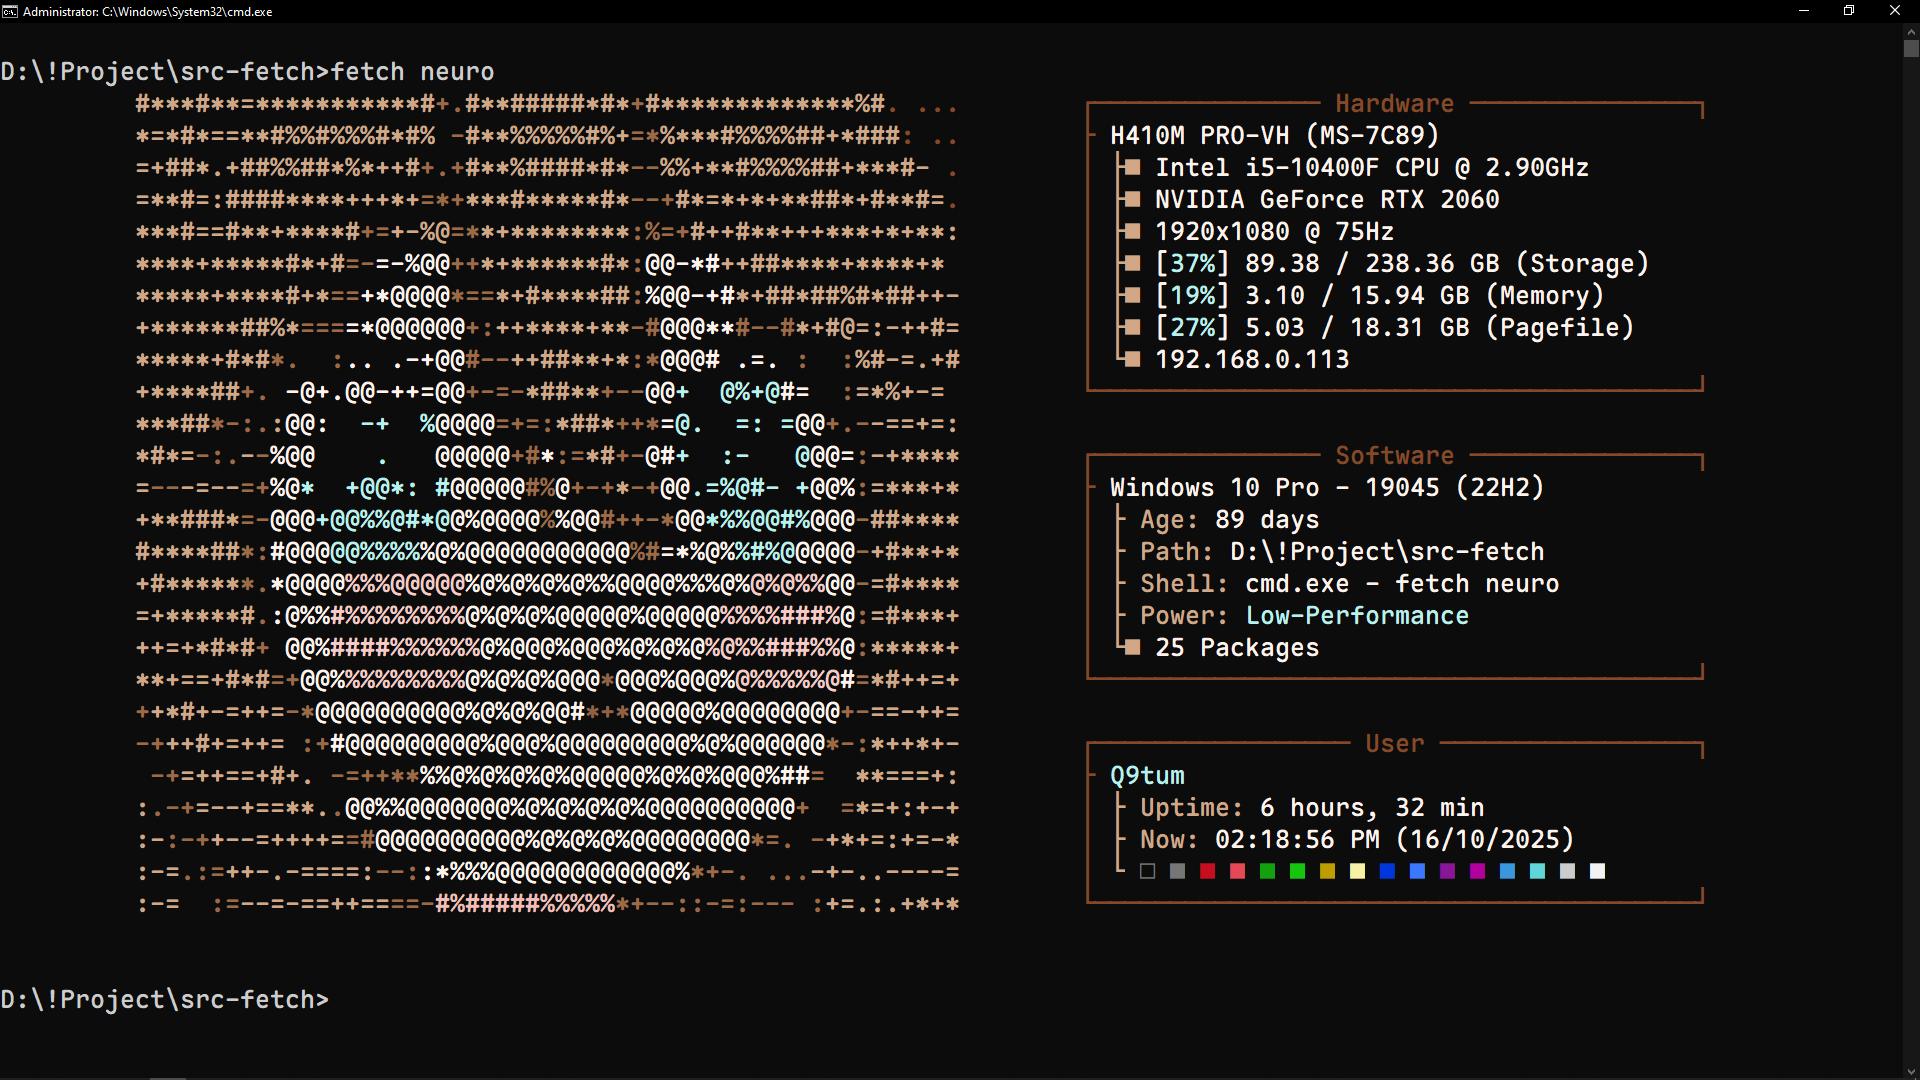 Administrator: C:\Windows\System32\cmd.exe
D:\!Project\src-fetch>fetch neuro
Hardware
H410M PRO-VH (MS-7C89)
Intel i5-10400F CPU @ 2.90GHz
NVIDIA GeForce RTX 2060
1920x1080 @ 75Hz
[37%] 89.38 / 238.36 GB (Storage)
[19%] 3.10 / 15.94 GB (Memory)
[27%] 5.03 / 18.31 GB (Pagefile)
192.168.0.113
Software
Windows 10 Pro - 19045 (22H2)
Age: 89 days
Path: D:\!Project\src-fetch
Shell: cmd.exe - fetch neuro
Power: Low-Performance
25 Packages
User
Q9tum
Uptime: 6 hours, 32 min
Now: 02:18:56 PM (16/10/2025)
D:\!Project\src-fetch>